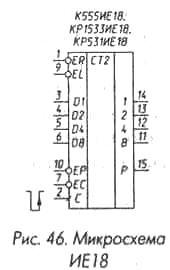 К555ИЕ18,
КР1533ИЕ18,
КР531ИЕ18
1 ER CT2
9 EL
3 D1 1 14
4 D2 2 13
5 D4 4 12
6 D8 8 11
10 EP P 15
7 EC
2 C
Рис. 46. Микросхема
ИЕ18